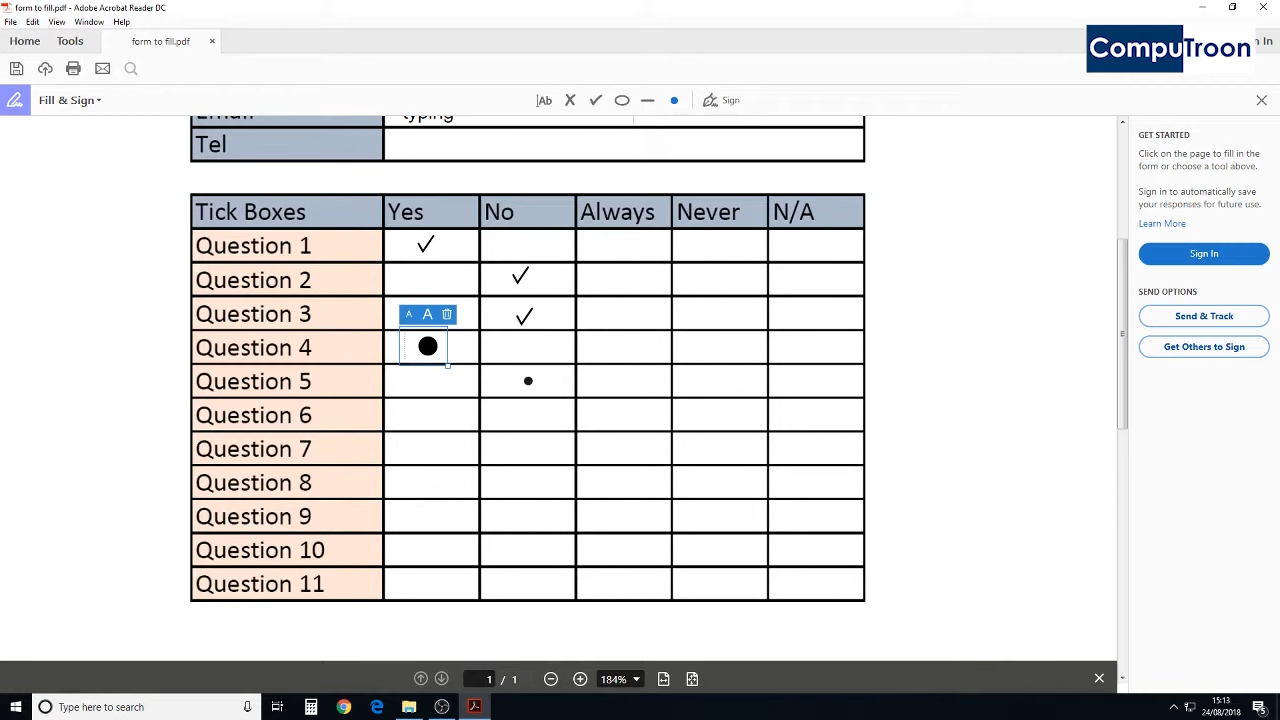 form to fill.pdf - Adobe Acrobat Reader DC
File Edit View Window Help
Home Tools form to fill.pdf In
CompuTroon
Fill & Sign Ab Sign
typing
Tel
Tick Boxes Yes No Always Never N/A
Question 1
Question 2
Question 3
A A
Question 4
Question 5
Question 6
Question 7
Question 8
Question 9
Question 10
Question 11
GET STARTED
Click on the page to fill in the
form or choose a tool above.
Sign in to automatically save
your responses for future use.
Learn More
Sign In
SEND OPTIONS
Send & Track
Get Others to Sign
1 / 1 184%
Type here to search
15:13
24/08/2018